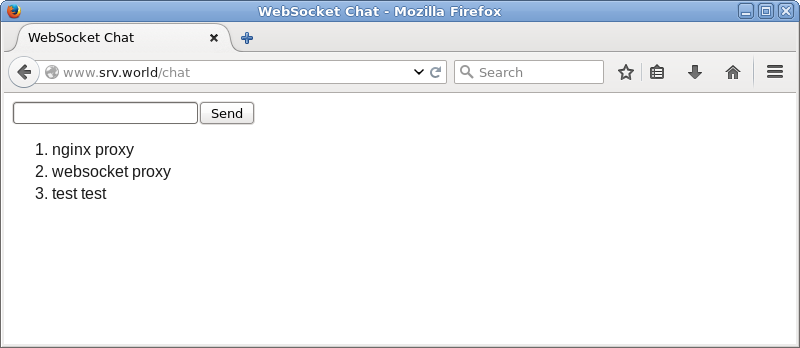 WebSocket Chat - Mozilla Firefox
WebSocket Chat
www.srv.world/chat
Search
Send
1. nginx proxy
2. websocket proxy
3. test test